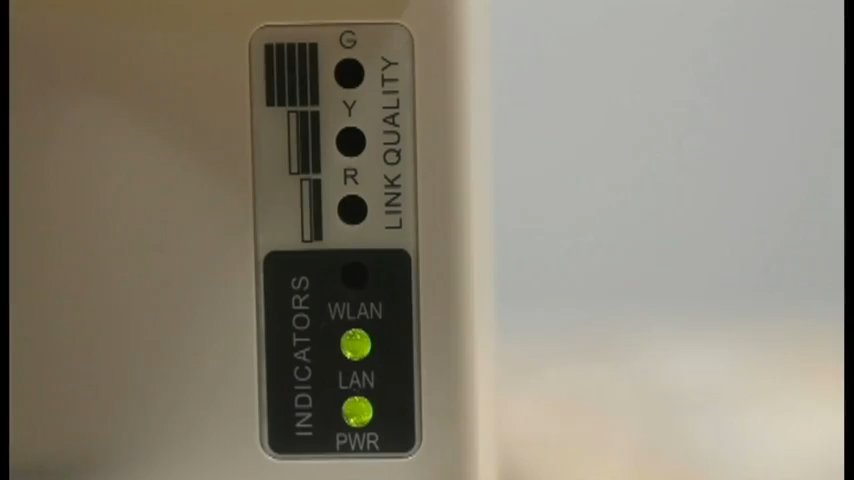 G
Y
R
LINK QUALITY
INDICATORS
WLAN
LAN
PWR